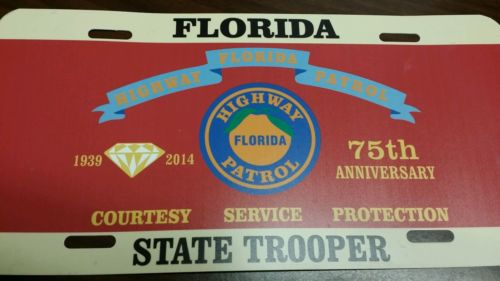 FLORIDA
HIGHWAY FLORIDA PATROL
HIGHWAY
FLORIDA
PATROL
1939 2014
75th
ANNIVERSARY
COURTESY SERVICE PROTECTION
STATE TROOPER